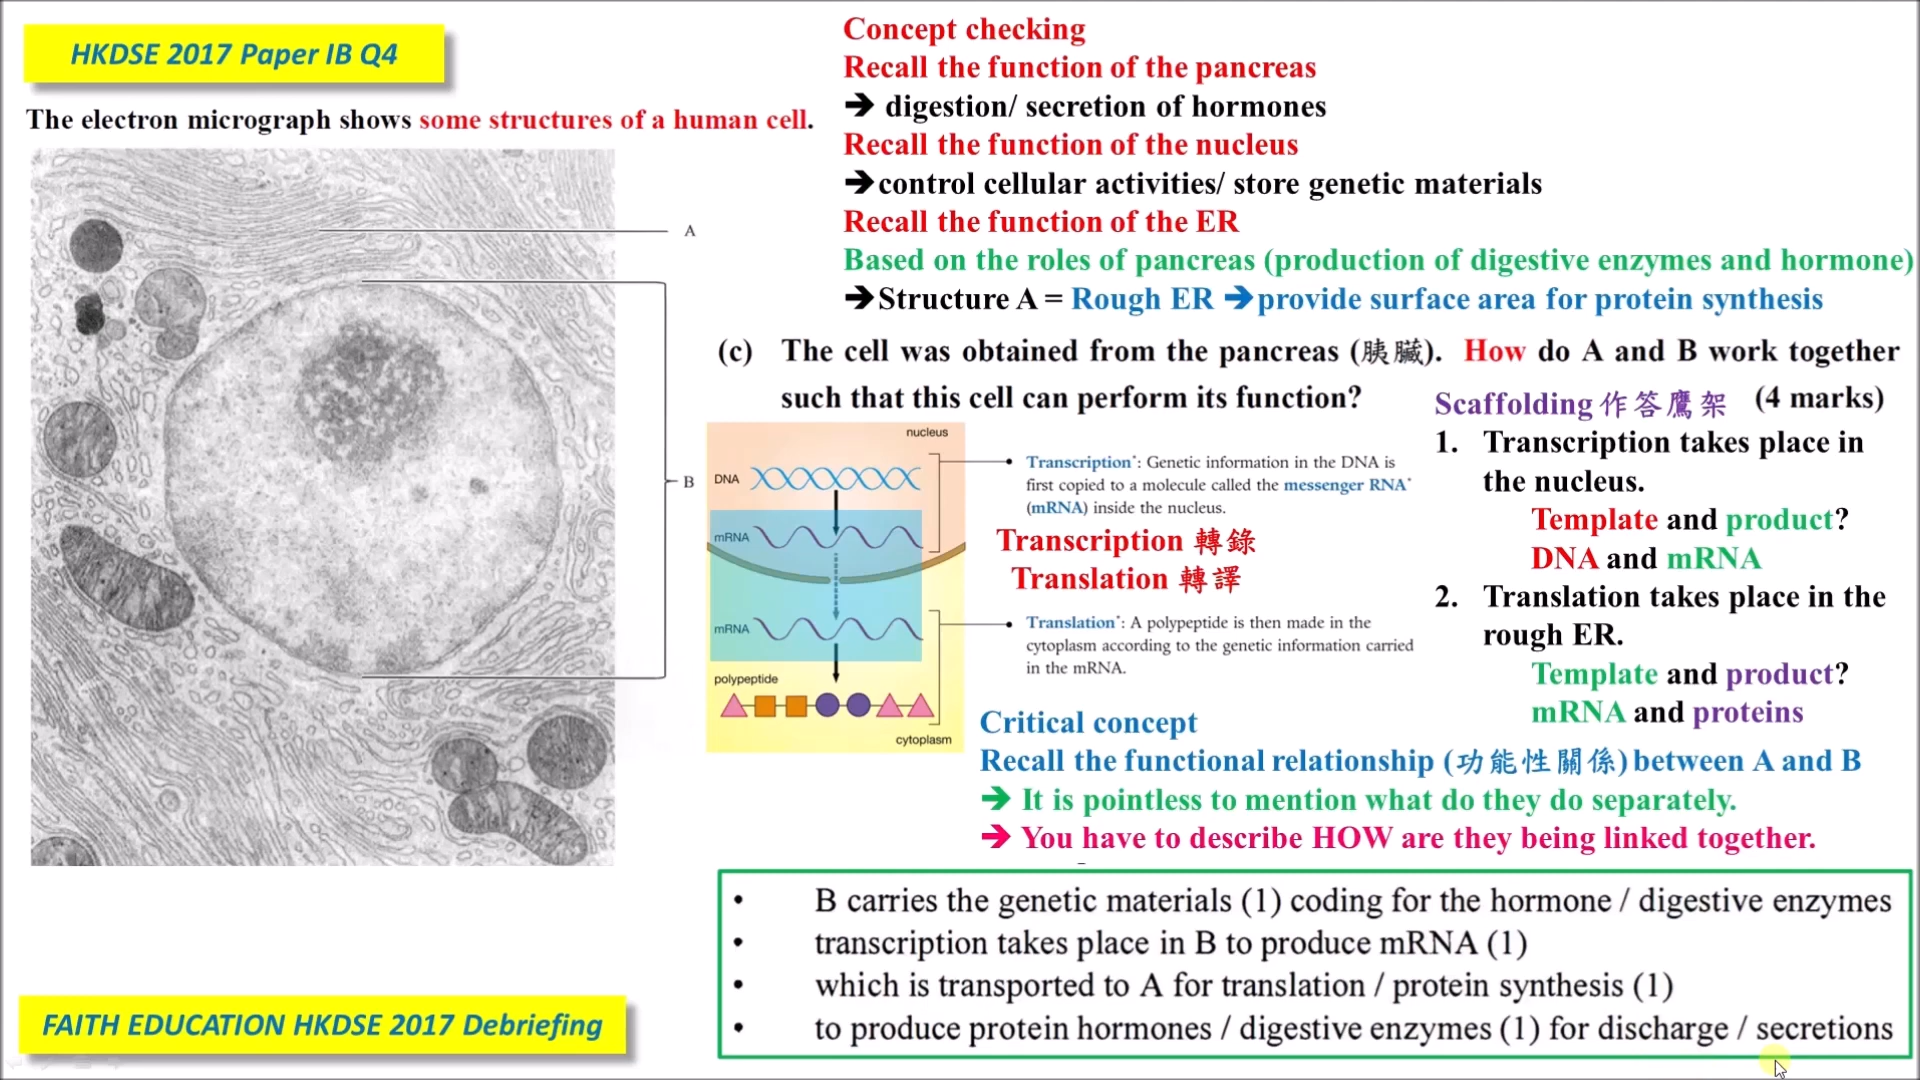 HKDSE 2017 Paper IB Q4
The electron micrograph shows some structures of a human cell.
A
B
Concept checking
Recall the function of the pancreas
➔ digestion/ secretion of hormones
Recall the function of the nucleus
➔control cellular activities/ store genetic materials
Recall the function of the ER
Based on the roles of pancreas (production of digestive enzymes and hormone)
➔Structure A = Rough ER ➔provide surface area for protein synthesis
(c) The cell was obtained from the pancreas (胰臟). How do A and B work together
such that this cell can perform its function?
(4 marks)
nucleus
DNA
mRNA
mRNA
polypeptide
cytoplasm
Transcription*: Genetic information in the DNA is
first copied to a molecule called the messenger RNA*
(mRNA) inside the nucleus.
Transcription 轉錄
Translation 轉譯
Translation*: A polypeptide is then made in the
cytoplasm according to the genetic information carried
in the mRNA.
Scaffolding 作答鷹架
1. Transcription takes place in
the nucleus.
Template and product?
DNA and mRNA
2. Translation takes place in the
rough ER.
Template and product?
mRNA and proteins
Critical concept
Recall the functional relationship (功能性關係) between A and B
➔ It is pointless to mention what do they do separately.
➔ You have to describe HOW are they being linked together.
• B carries the genetic materials (1) coding for the hormone / digestive enzymes
• transcription takes place in B to produce mRNA (1)
• which is transported to A for translation / protein synthesis (1)
• to produce protein hormones / digestive enzymes (1) for discharge / secretions
FAITH EDUCATION HKDSE 2017 Debriefing